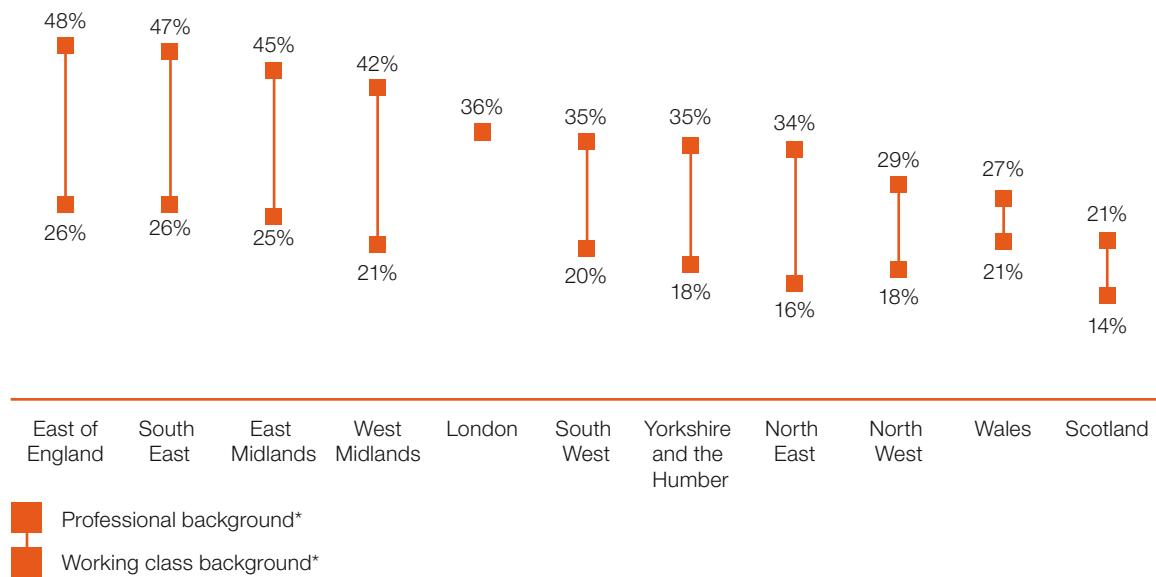 48%
47%
45%
42%
36%
35%
35%
34%
29%
27%
21%
26%
26%
25%
21%
20%
18%
16%
18%
21%
14%
East of
England
South
East
East
Midlands
West
Midlands
London
South
West
Yorkshire
and the
Humber
North
East
North
West
Wales
Scotland
Professional background*
Working class background*